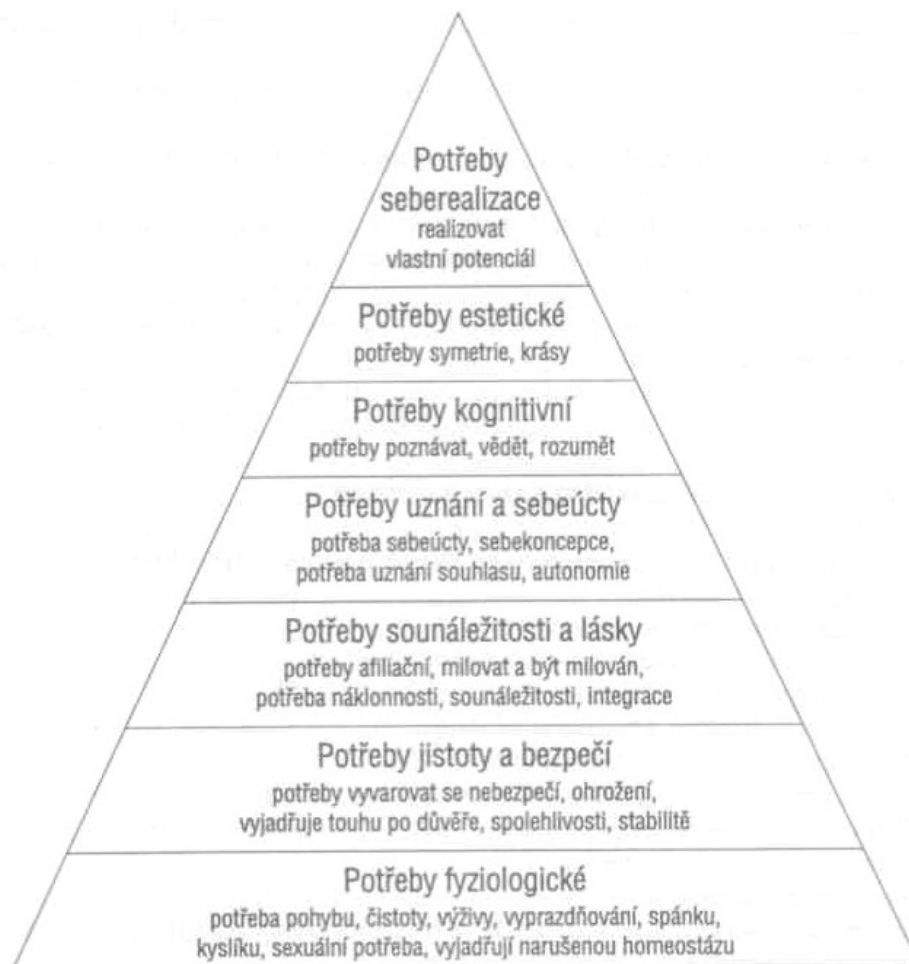 Potřeby
seberealizace
realizovat
vlastní potenciál
Potřeby estetické
potřeby symetrie, krásy
Potřeby kognitivní
potřeby poznávat, vědět, rozumět
Potřeby uznání a sebeúcty
potřeba sebeúcty, sebekoncepce,
potřeba uznání souhlasu, autonomie
Potřeby sounáležitosti a lásky
potřeby afiliační, milovat a být milován,
potřeba náklonnosti, sounáležitosti, integrace
Potřeby jistoty a bezpečí
potřeby vyvarovat se nebezpečí, ohrožení,
vyjadřuje touhu po důvěře, spolehlivosti, stabilitě
Potřeby fyziologické
potřeba pohybu, čistoty, výživy, vyprazdňování, spánku,
kyslíku, sexuální potřeba, vyjadřují narušenou homeostázu